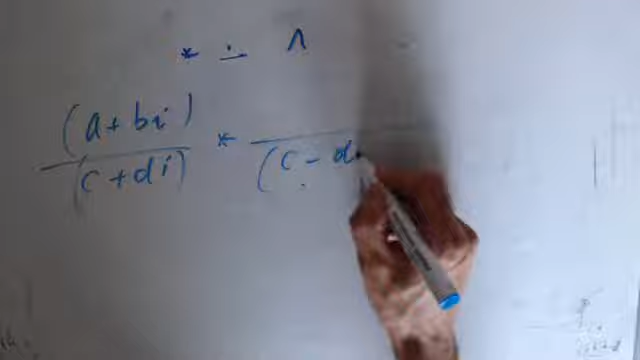 * ÷ ^
(a+bi) / (c+di) * / (c-d